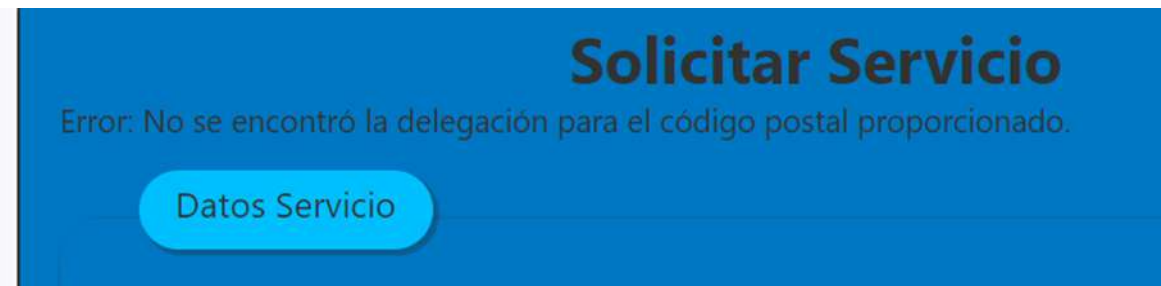 Solicitar Servicio
Error: No se encontró la delegación para el código postal proporcionado.
Datos Servicio